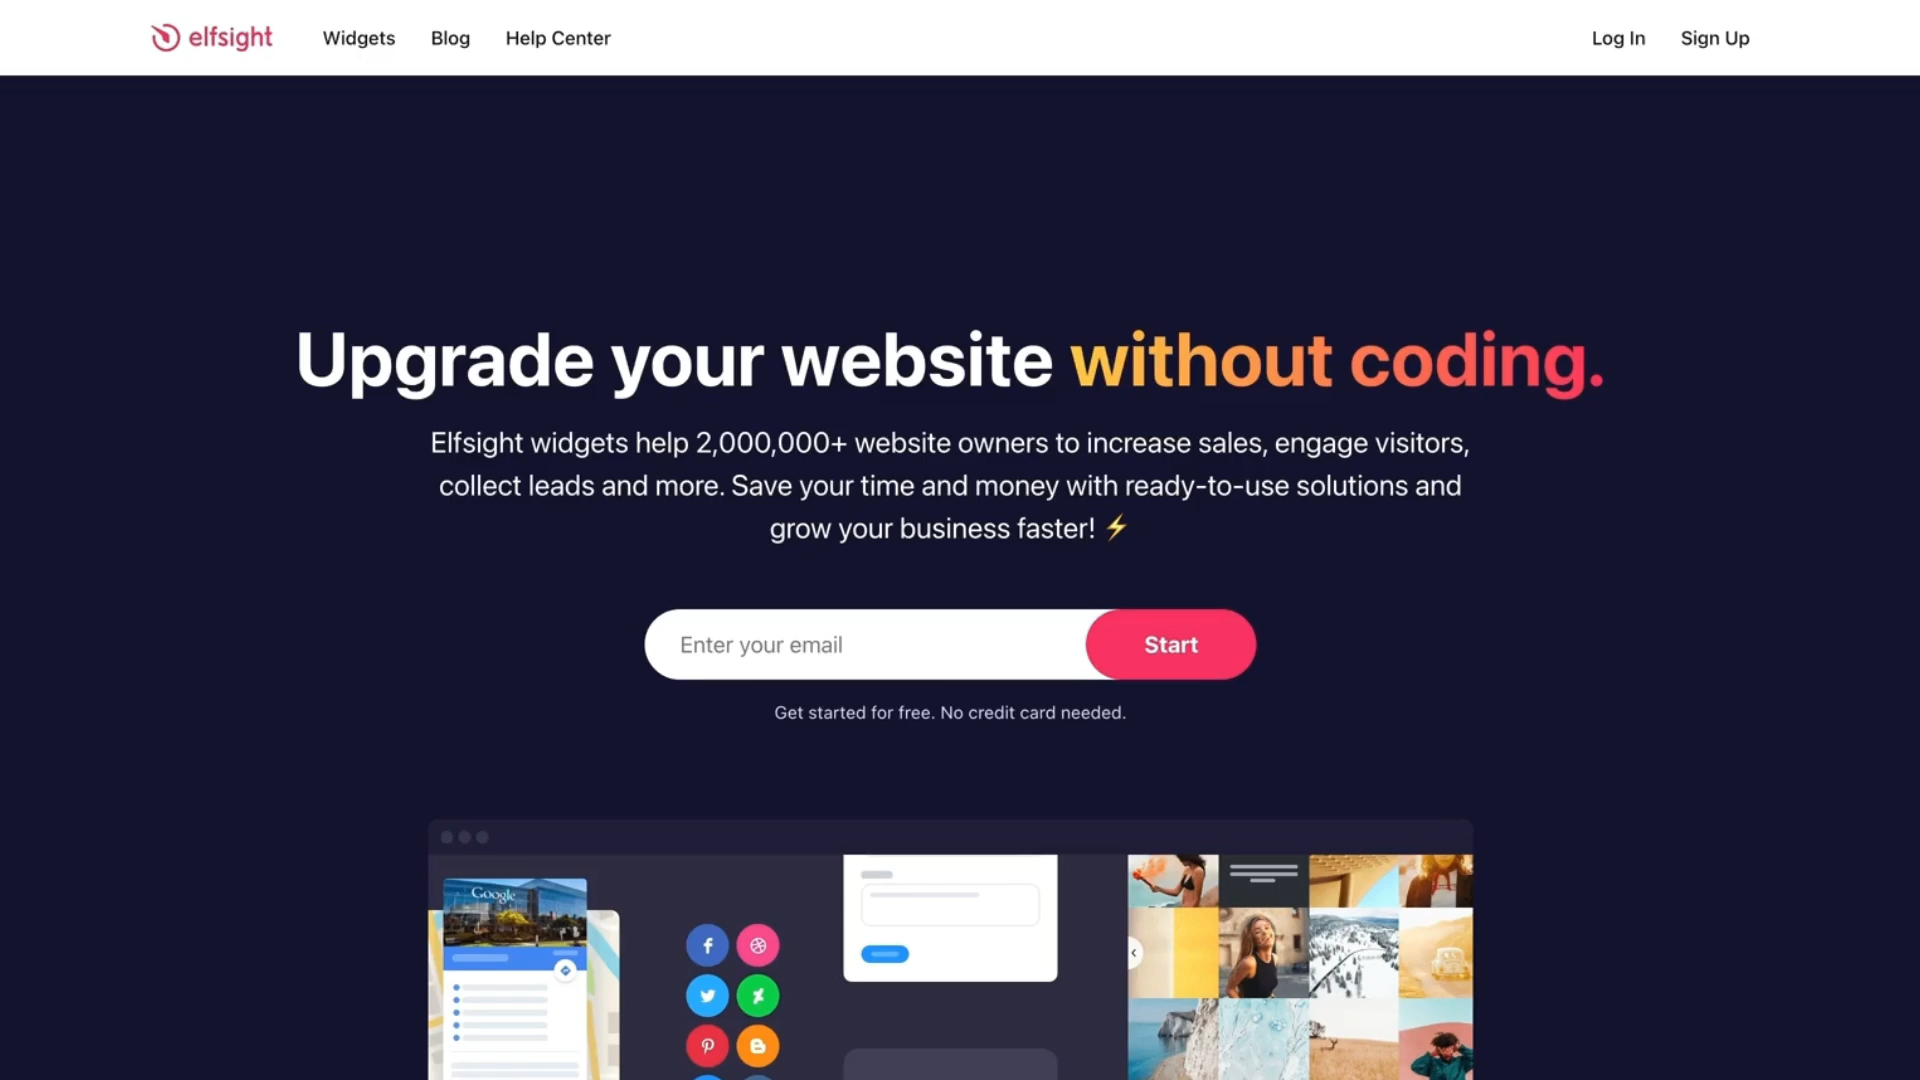 elfsight
Widgets
Blog
Help Center
Log In
Sign Up
Upgrade your website without coding.
Elfsight widgets help 2,000,000+ website owners to increase sales, engage visitors,
collect leads and more. Save your time and money with ready-to-use solutions and
grow your business faster! ⚡
Enter your email
Start
Get started for free. No credit card needed.
Google